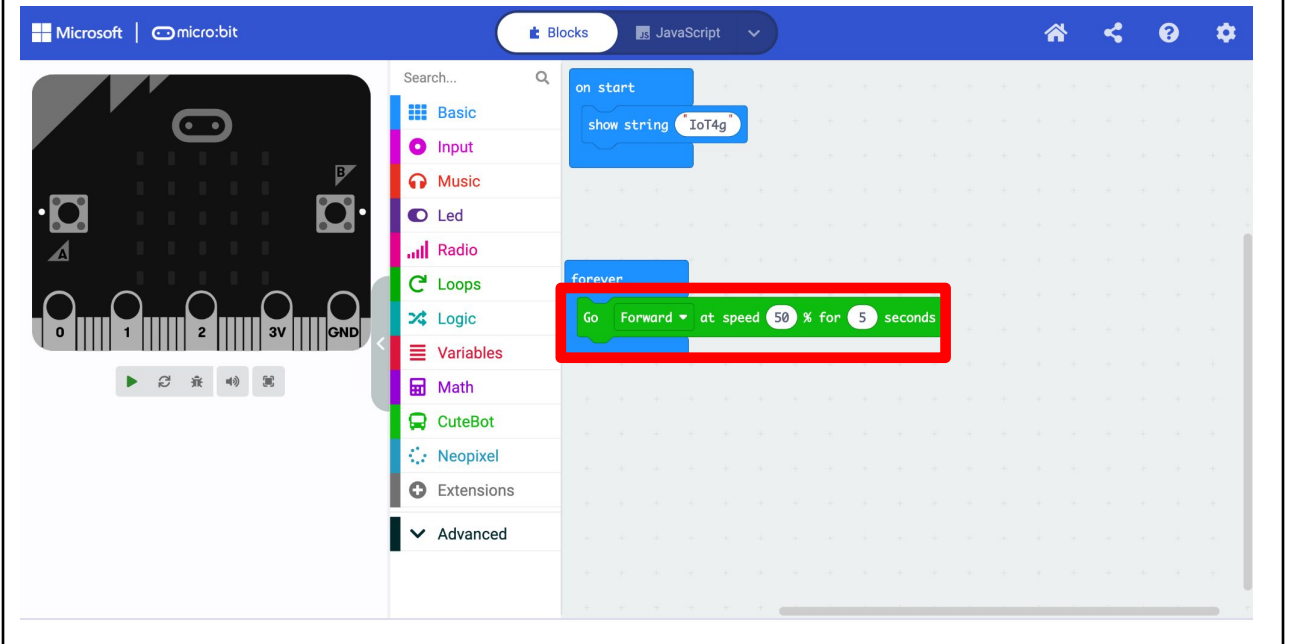 Microsoft micro:bit Blocks JS JavaScript
Search...
Basic
Input
Music
Led
Radio
Loops
Logic
Variables
Math
CuteBot
Neopixel
Extensions
Advanced
B
A
0 1 2 3V GND
on start
show string "IoT4g"
forever
Go Forward at speed 50 % for 5 seconds